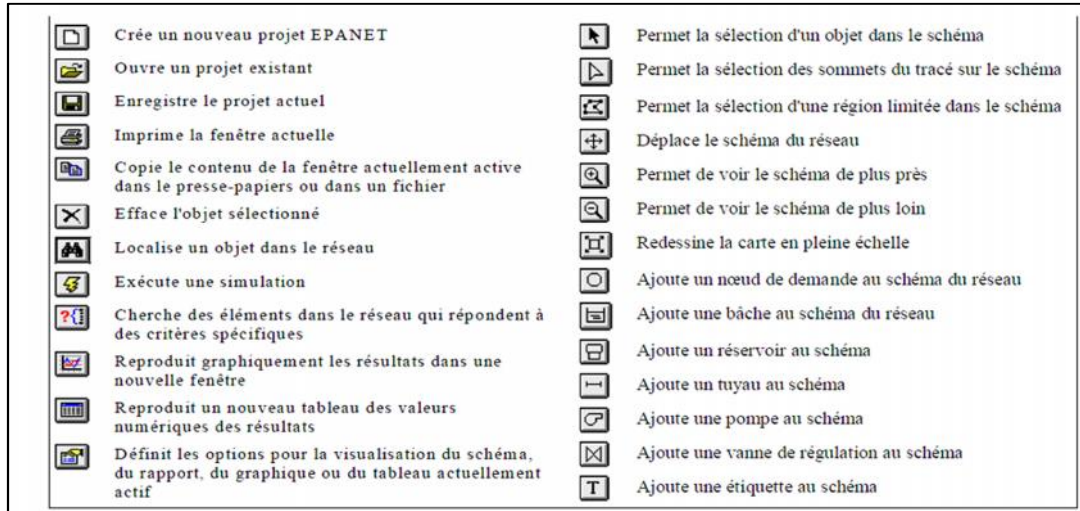 Crée un nouveau projet EPANET
Ouvre un projet existant
Enregistre le projet actuel
Imprime la fenêtre actuelle
Copie le contenu de la fenêtre actuellement active
dans le presse-papiers ou dans un fichier
Efface l'objet sélectionné
Localise un objet dans le réseau
Exécute une simulation
?{
Cherche des éléments dans le réseau qui répondent à
des critères spécifiques
Reproduit graphiquement les résultats dans une
nouvelle fenêtre
Reproduit un nouveau tableau des valeurs
numériques des résultats
Définit les options pour la visualisation du schéma,
du rapport, du graphique ou du tableau actuellement
actif
Permet la sélection d'un objet dans le schéma
Permet la sélection des sommets du tracé sur le schéma
Permet la sélection d'une région limitée dans le schéma
Déplace le schéma du réseau
Permet de voir le schéma de plus près
Permet de voir le schéma de plus loin
Redessine la carte en pleine échelle
Ajoute un nœud de demande au schéma du réseau
Ajoute une bâche au schéma du réseau
Ajoute un réservoir au schéma
Ajoute un tuyau au schéma
Ajoute une pompe au schéma
Ajoute une vanne de régulation au schéma
T Ajoute une étiquette au schéma